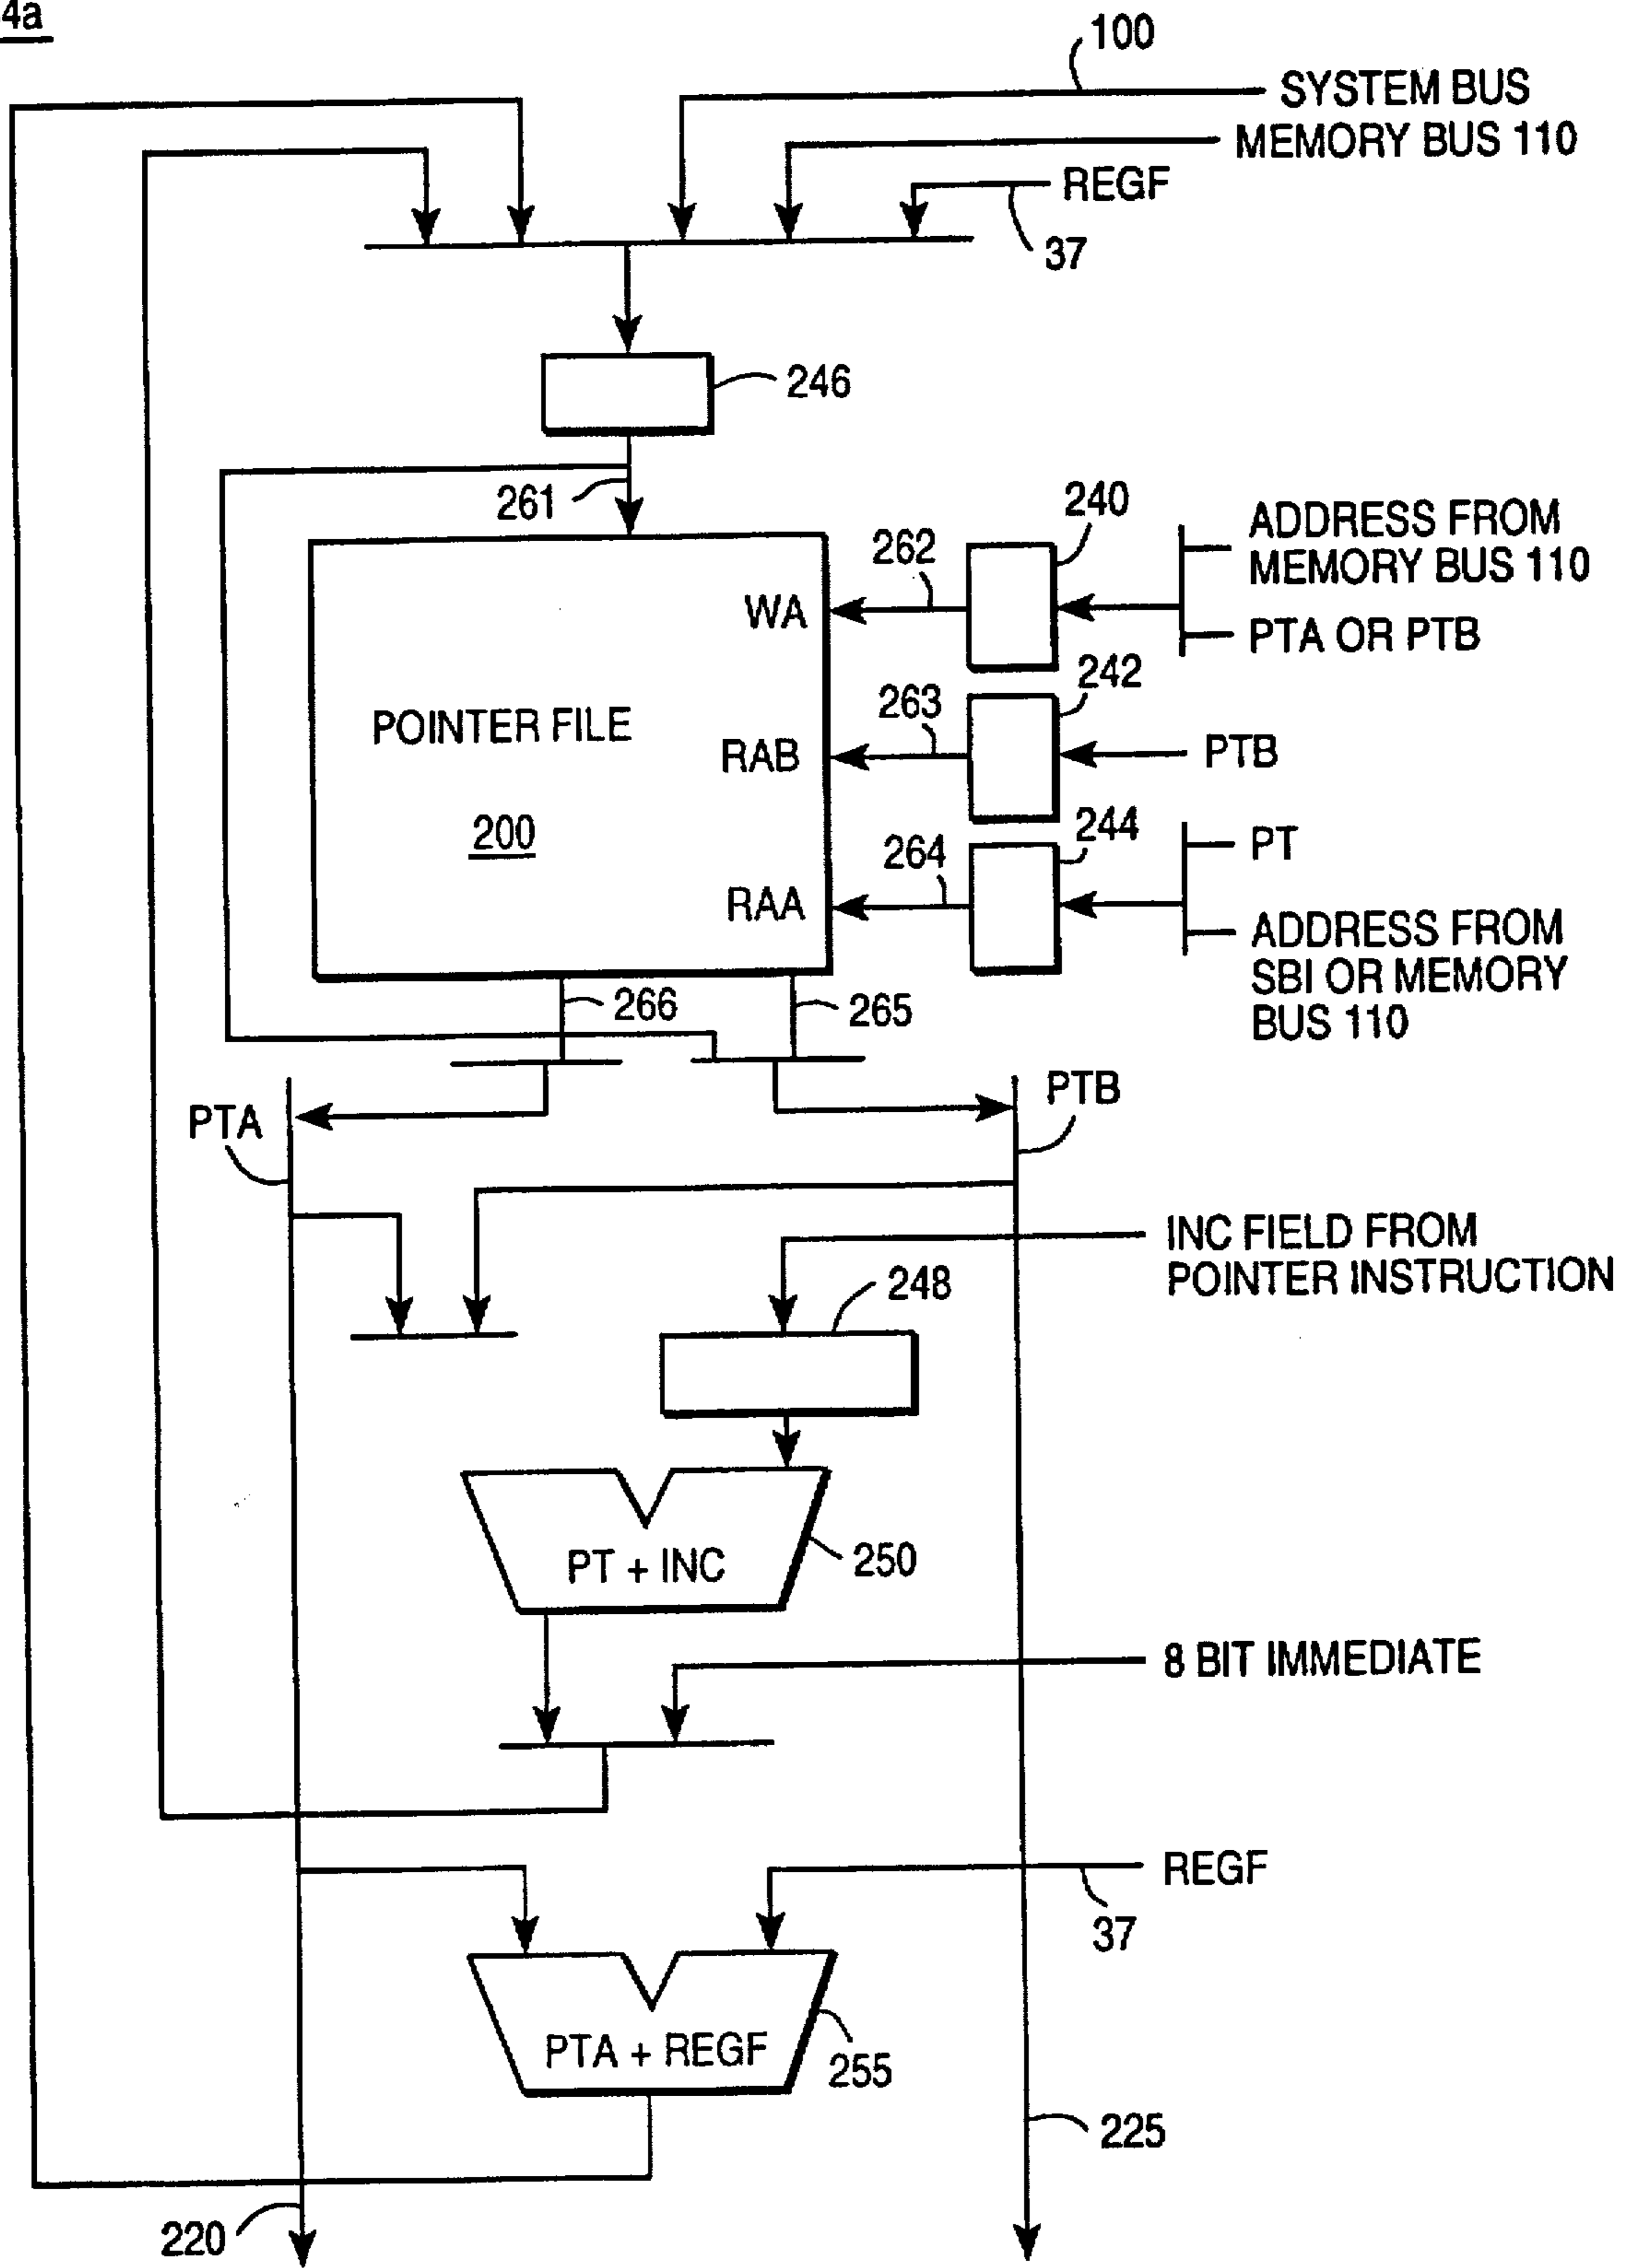 4a
100
SYSTEM BUS
MEMORY BUS 110
REGF
37
246
261
240
ADDRESS FROM
MEMORY BUS 110
262
WA
PTA OR PTB
242
263
POINTER FILE
RAB
PTB
200
244
264
PT
RAA
ADDRESS FROM
SBI OR MEMORY
BUS 110
266
265
PTA
PTB
INC FIELD FROM
POINTER INSTRUCTION
248
PT + INC
250
8 BIT IMMEDIATE
REGF
37
PTA + REGF
255
225
220